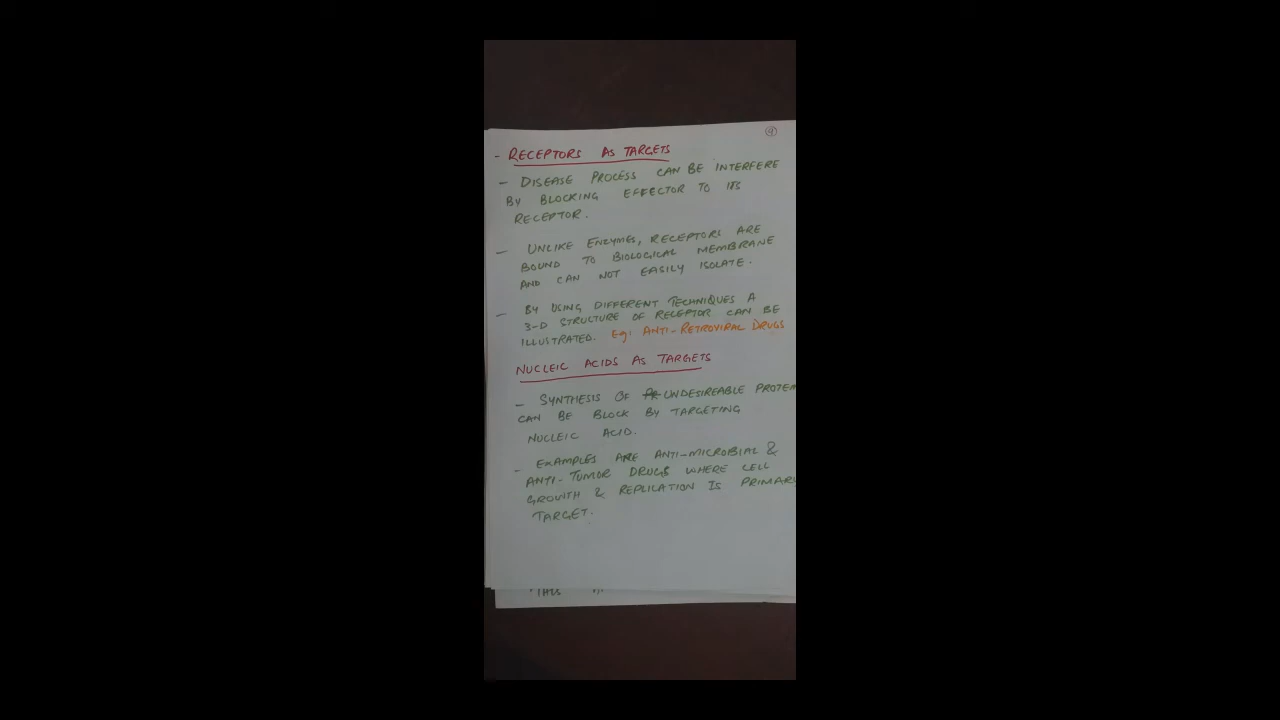 ④
- RECEPTORS AS TARGETS
- DISEASE PROCESS CAN BE INTERFERE
BY BLOCKING EFFECTOR TO ITS
RECEPTOR.
- UNLIKE ENZYMES, RECEPTORS ARE
BOUND TO BIOLOGICAL MEMBRANE
AND CAN NOT EASILY ISOLATE.
- BY USING DIFFERENT TECHNIQUES A
3-D STRUCTURE OF RECEPTOR CAN BE
ILLUSTRATED. Eg: ANTI-RETROVIRAL DRUGS
NUCLEIC ACIDS AS TARGETS
- SYNTHESIS OF UNDESIREABLE PROTEIN
CAN BE BLOCK BY TARGETING
NUCLEIC ACID.
- EXAMPLES ARE ANTI-MICROBIAL &
ANTI-TUMOR DRUGS WHERE CELL
GROWTH & REPLICATION IS PRIMARY
TARGET.